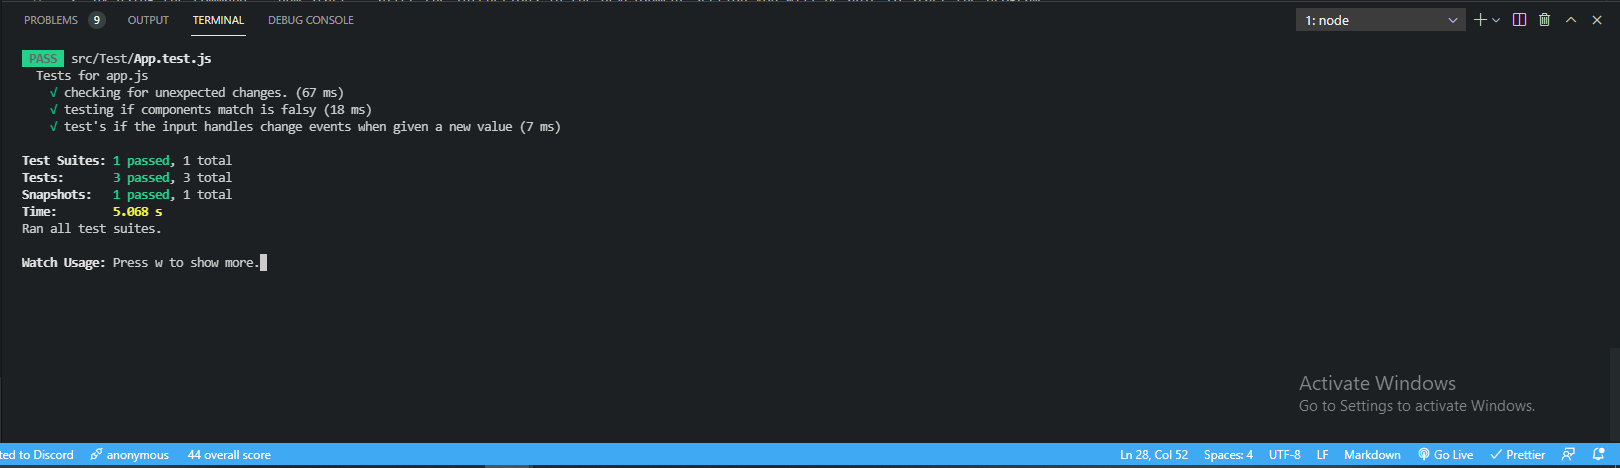 PROBLEMS 9 OUTPUT TERMINAL DEBUG CONSOLE 1: node
PASS src/Test/App.test.js
Tests for app.js
√ checking for unexpected changes. (67 ms)
√ testing if components match is falsy (18 ms)
√ test's if the input handles change events when given a new value (7 ms)
Test Suites: 1 passed, 1 total
Tests: 3 passed, 3 total
Snapshots: 1 passed, 1 total
Time: 5.068 s
Ran all test suites.
Watch Usage: Press w to show more.
Activate Windows
Go to Settings to activate Windows.
ted to Discord anonymous 44 overall score Ln 28, Col 52 Spaces: 4 UTF-8 LF Markdown Go Live Prettier